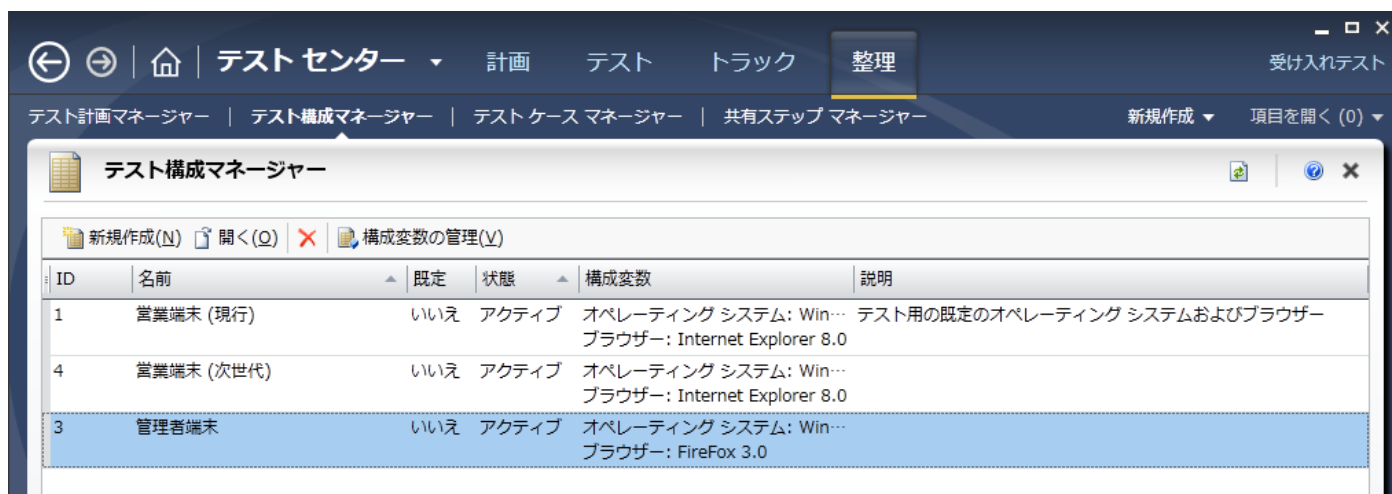 テスト センター 計画 テスト トラック 整理 受け入れテスト
テスト計画マネージャー | テスト構成マネージャー | テスト ケース マネージャー | 共有ステップ マネージャー 新規作成 項目を開く (0)
テスト構成マネージャー
新規作成(N) 開く(O) 構成変数の管理(V)
ID 名前 既定 状態 構成変数 説明
1 営業端末 (現行) いいえ アクティブ オペレーティング システム: Win… テスト用の既定のオペレーティング システムおよびブラウザー
ブラウザー: Internet Explorer 8.0
4 営業端末 (次世代) いいえ アクティブ オペレーティング システム: Win…
ブラウザー: Internet Explorer 8.0
3 管理者端末 いいえ アクティブ オペレーティング システム: Win…
ブラウザー: FireFox 3.0